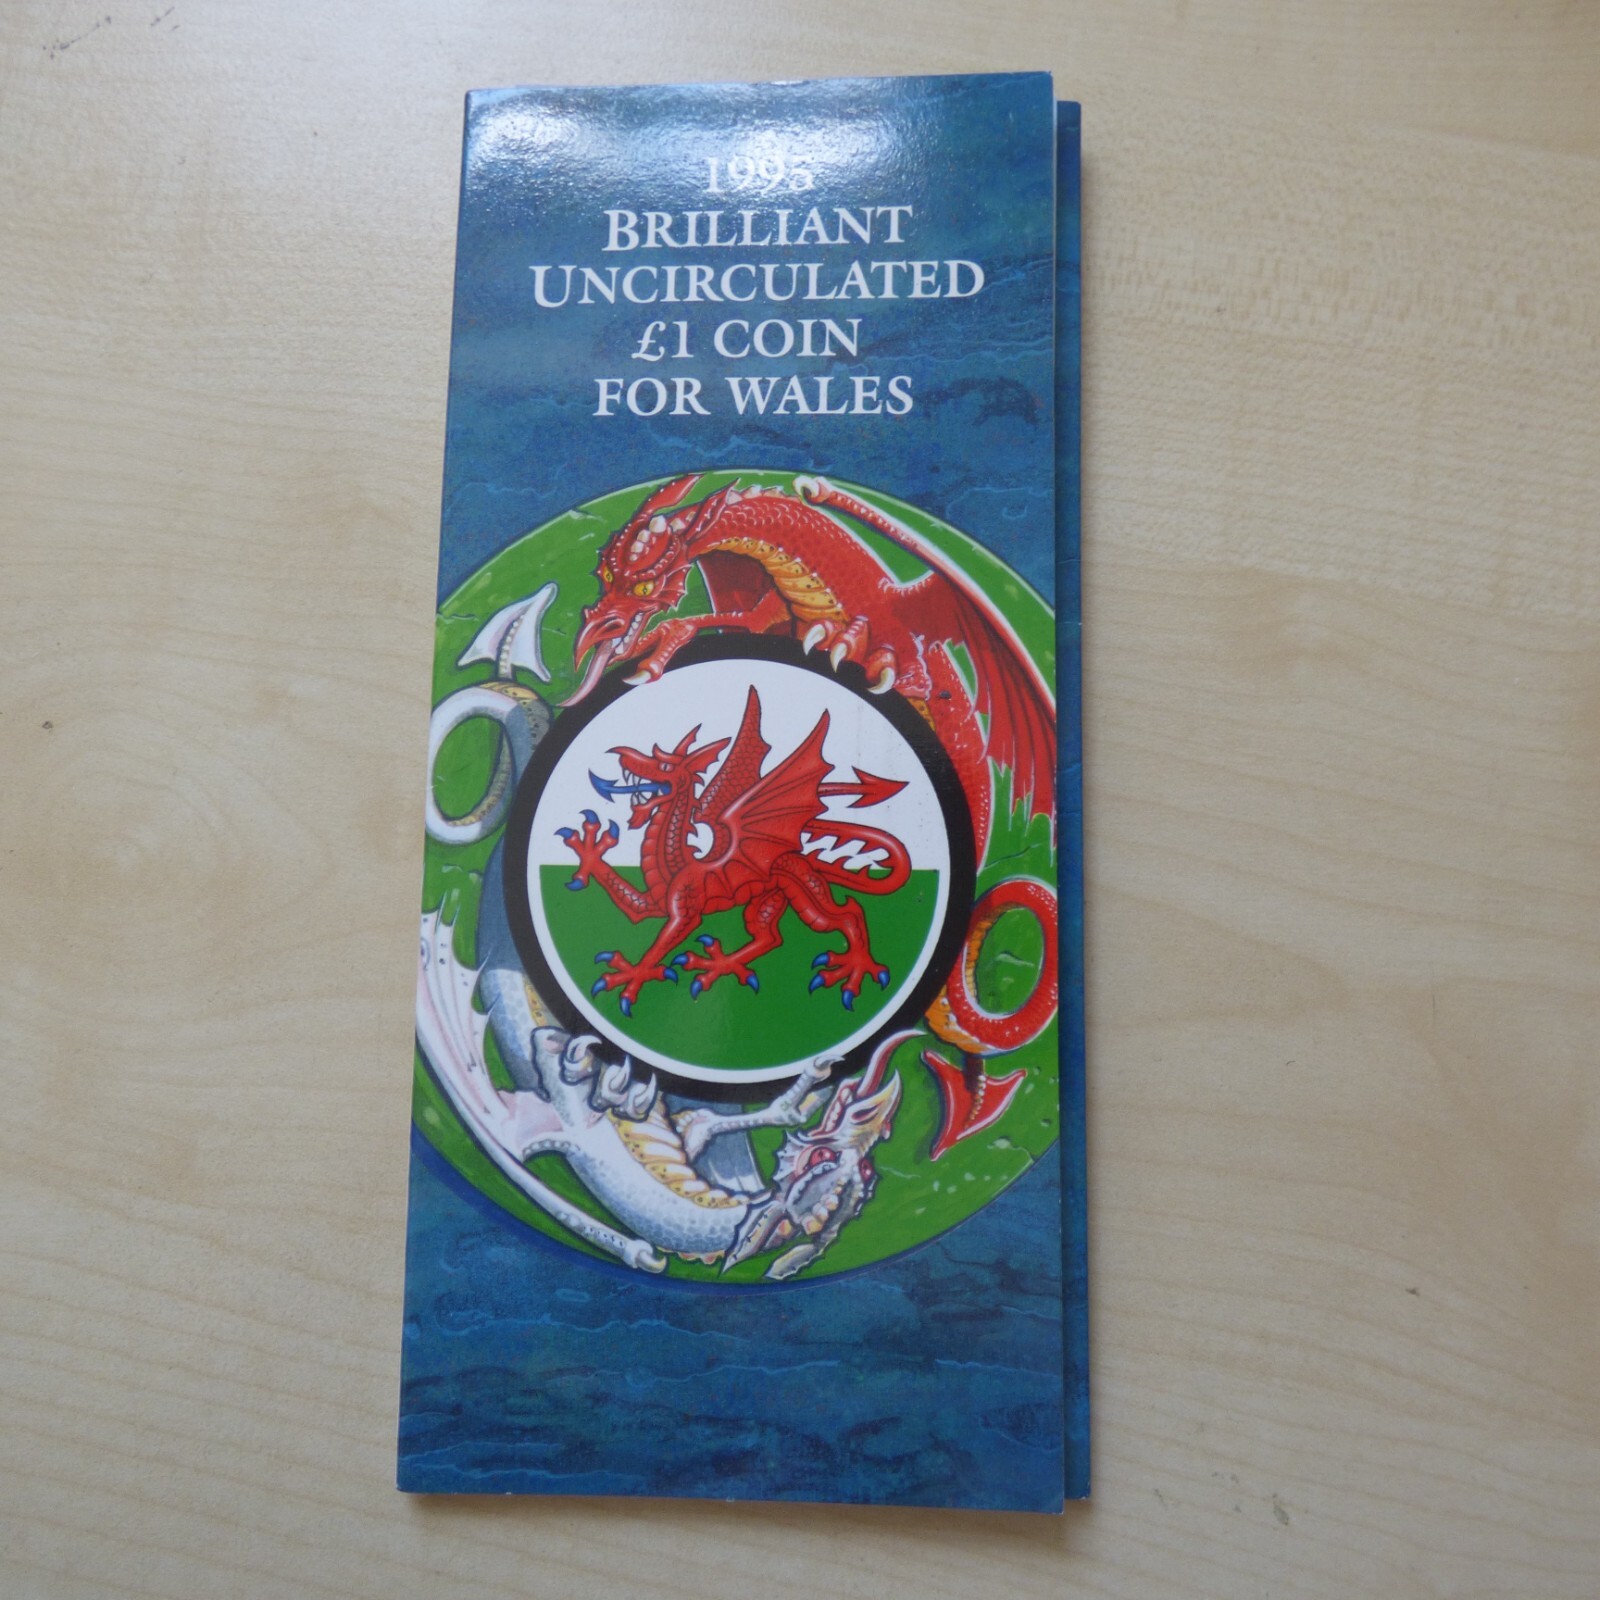 1995
BRILLIANT
UNCIRCULATED
£1 COIN
FOR WALES